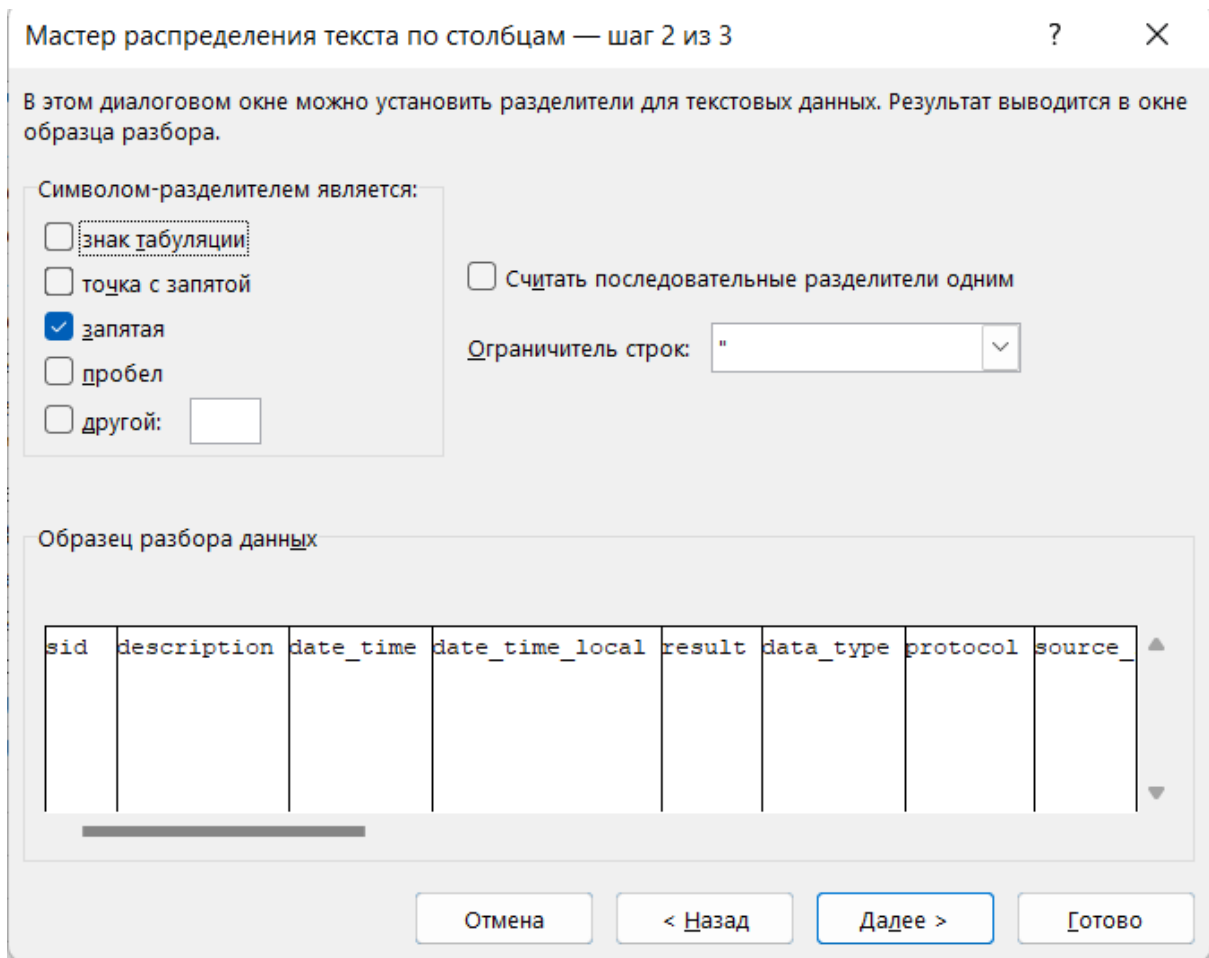 Мастер распределения текста по столбцам — шаг 2 из 3 ?
В этом диалоговом окне можно установить разделители для текстовых данных. Результат выводится в окне
образца разбора.
Символом-разделителем является:
знак табуляции
точка с запятой
запятая
пробел
другой:
Считать последовательные разделители одним
Ограничитель строк: "
Образец разбора данных
sid description date_time date_time_local result data_type protocol source_
Отмена < Назад Далее > Готово